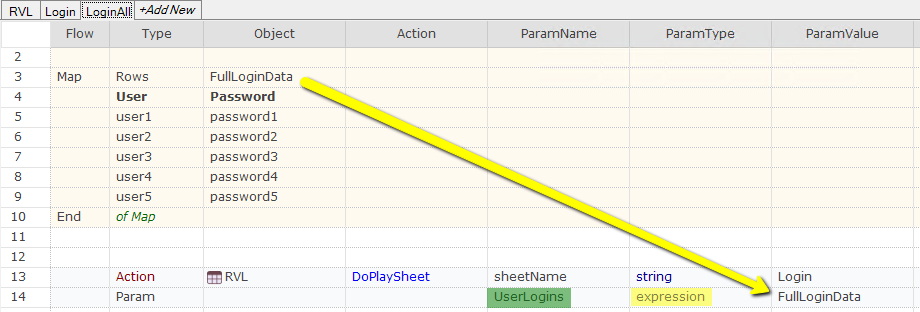 RVL Login LoginAll +Add New
Flow Type Object Action ParamName ParamType ParamValue
2
3 Map Rows FullLoginData
4 User Password
5 user1 password1
6 user2 password2
7 user3 password3
8 user4 password4
9 user5 password5
10 End of Map
11
12
13 Action RVL DoPlaySheet sheetName string Login
14 Param UserLogins expression FullLoginData